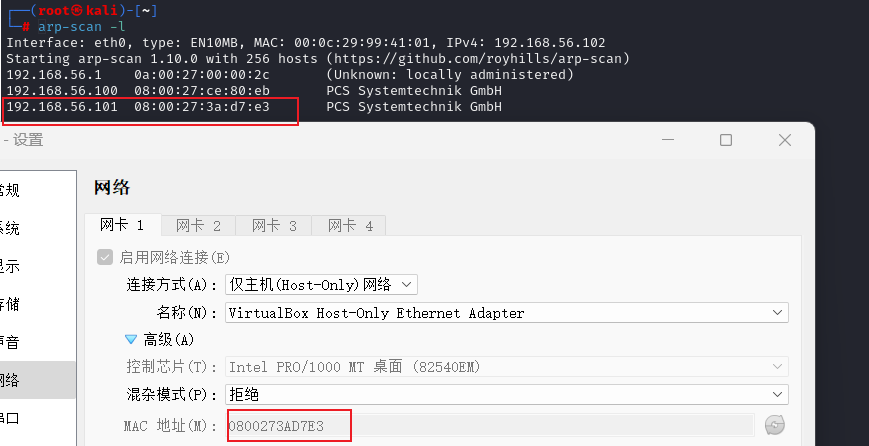 ┌──(root㉿kali)-[~]
└─# arp-scan -l
Interface: eth0, type: EN10MB, MAC: 00:0c:29:99:41:01, IPv4: 192.168.56.102
Starting arp-scan 1.10.0 with 256 hosts (https://github.com/royhills/arp-scan)
192.168.56.1 0a:00:27:00:00:2c (Unknown: locally administered)
192.168.56.100 08:00:27:ce:80:eb PCS Systemtechnik GmbH
192.168.56.101 08:00:27:3a:d7:e3 PCS Systemtechnik GmbH
- 设置
网络
常规
系统
显示
存储
声音
网络
串口
网卡 1 网卡 2 网卡 3 网卡 4
启用网络连接(E)
连接方式(A): 仅主机(Host-Only)网络
名称(N): VirtualBox Host-Only Ethernet Adapter
高级(A)
控制芯片(T): Intel PRO/1000 MT 桌面 (82540EM)
混杂模式(P): 拒绝
MAC 地址(M): 0800273AD7E3